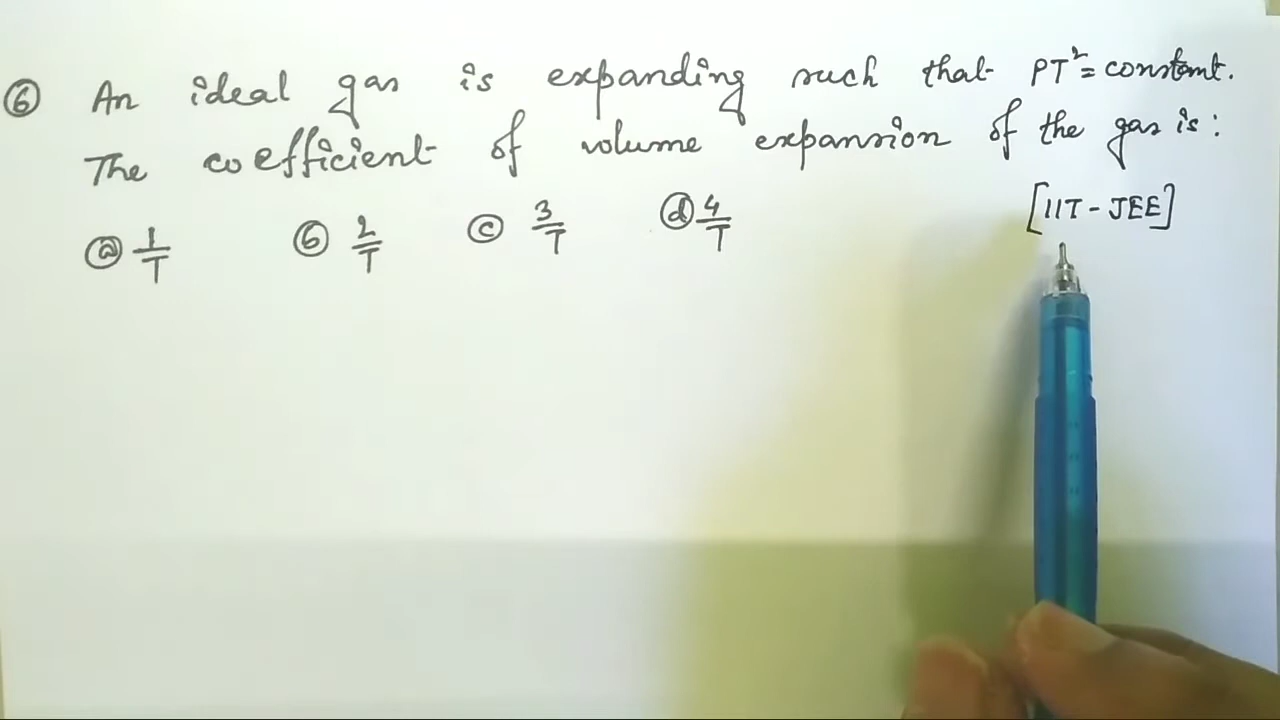 ⑥ An ideal gas is expanding such that PT² = constant.
The coefficient of volume expansion of the gas is:
[IIT-JEE]
ⓐ 1/T ⓑ 2/T ⓒ 3/T ⓓ 4/T